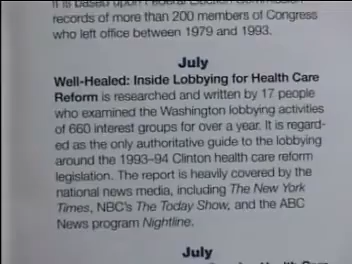 It is based upon Federal Election Commission
records of more than 200 members of Congress
who left office between 1979 and 1993.
July
Well-Healed: Inside Lobbying for Health Care
Reform is researched and written by 17 people
who examined the Washington lobbying activities
of 660 interest groups for over a year. It is regard-
ed as the only authoritative guide to the lobbying
around the 1993–94 Clinton health care reform
legislation. The report is heavily covered by the
national news media, including The New York
Times, NBC's The Today Show, and the ABC
News program Nightline.
July